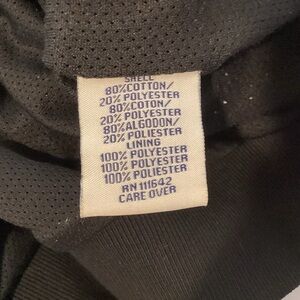 SHELL
80%COTTON/
20% POLYESTER
80%COTON/
20% POLYESTER
80%ALGODON/
20% POLIESTER
LINING
100% POLYESTER
100% POLYESTER
100% POLIESTER
RN 111642
CARE OVER